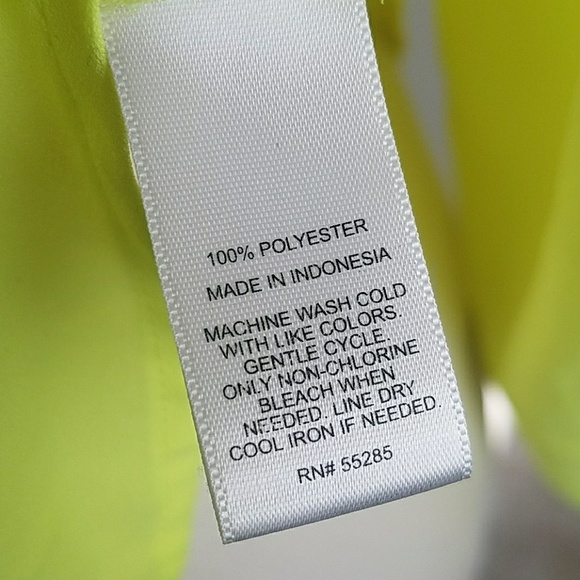 100% POLYESTER
MADE IN INDONESIA
MACHINE WASH COLD
WITH LIKE COLORS.
GENTLE CYCLE.
ONLY NON-CHLORINE
BLEACH WHEN
NEEDED. LINE DRY
COOL IRON IF NEEDED.
RN# 55285